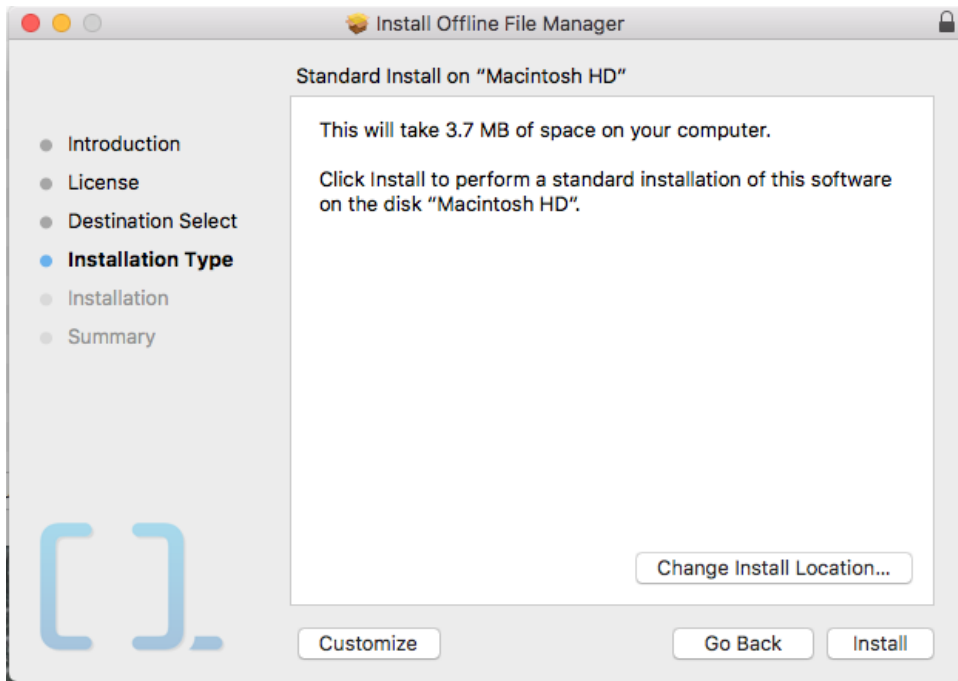 Install Offline File Manager
Standard Install on “Macintosh HD”
Introduction
License
Destination Select
Installation Type
Installation
Summary
This will take 3.7 MB of space on your computer.
Click Install to perform a standard installation of this software
on the disk “Macintosh HD”.
Change Install Location...
Customize
Go Back
Install